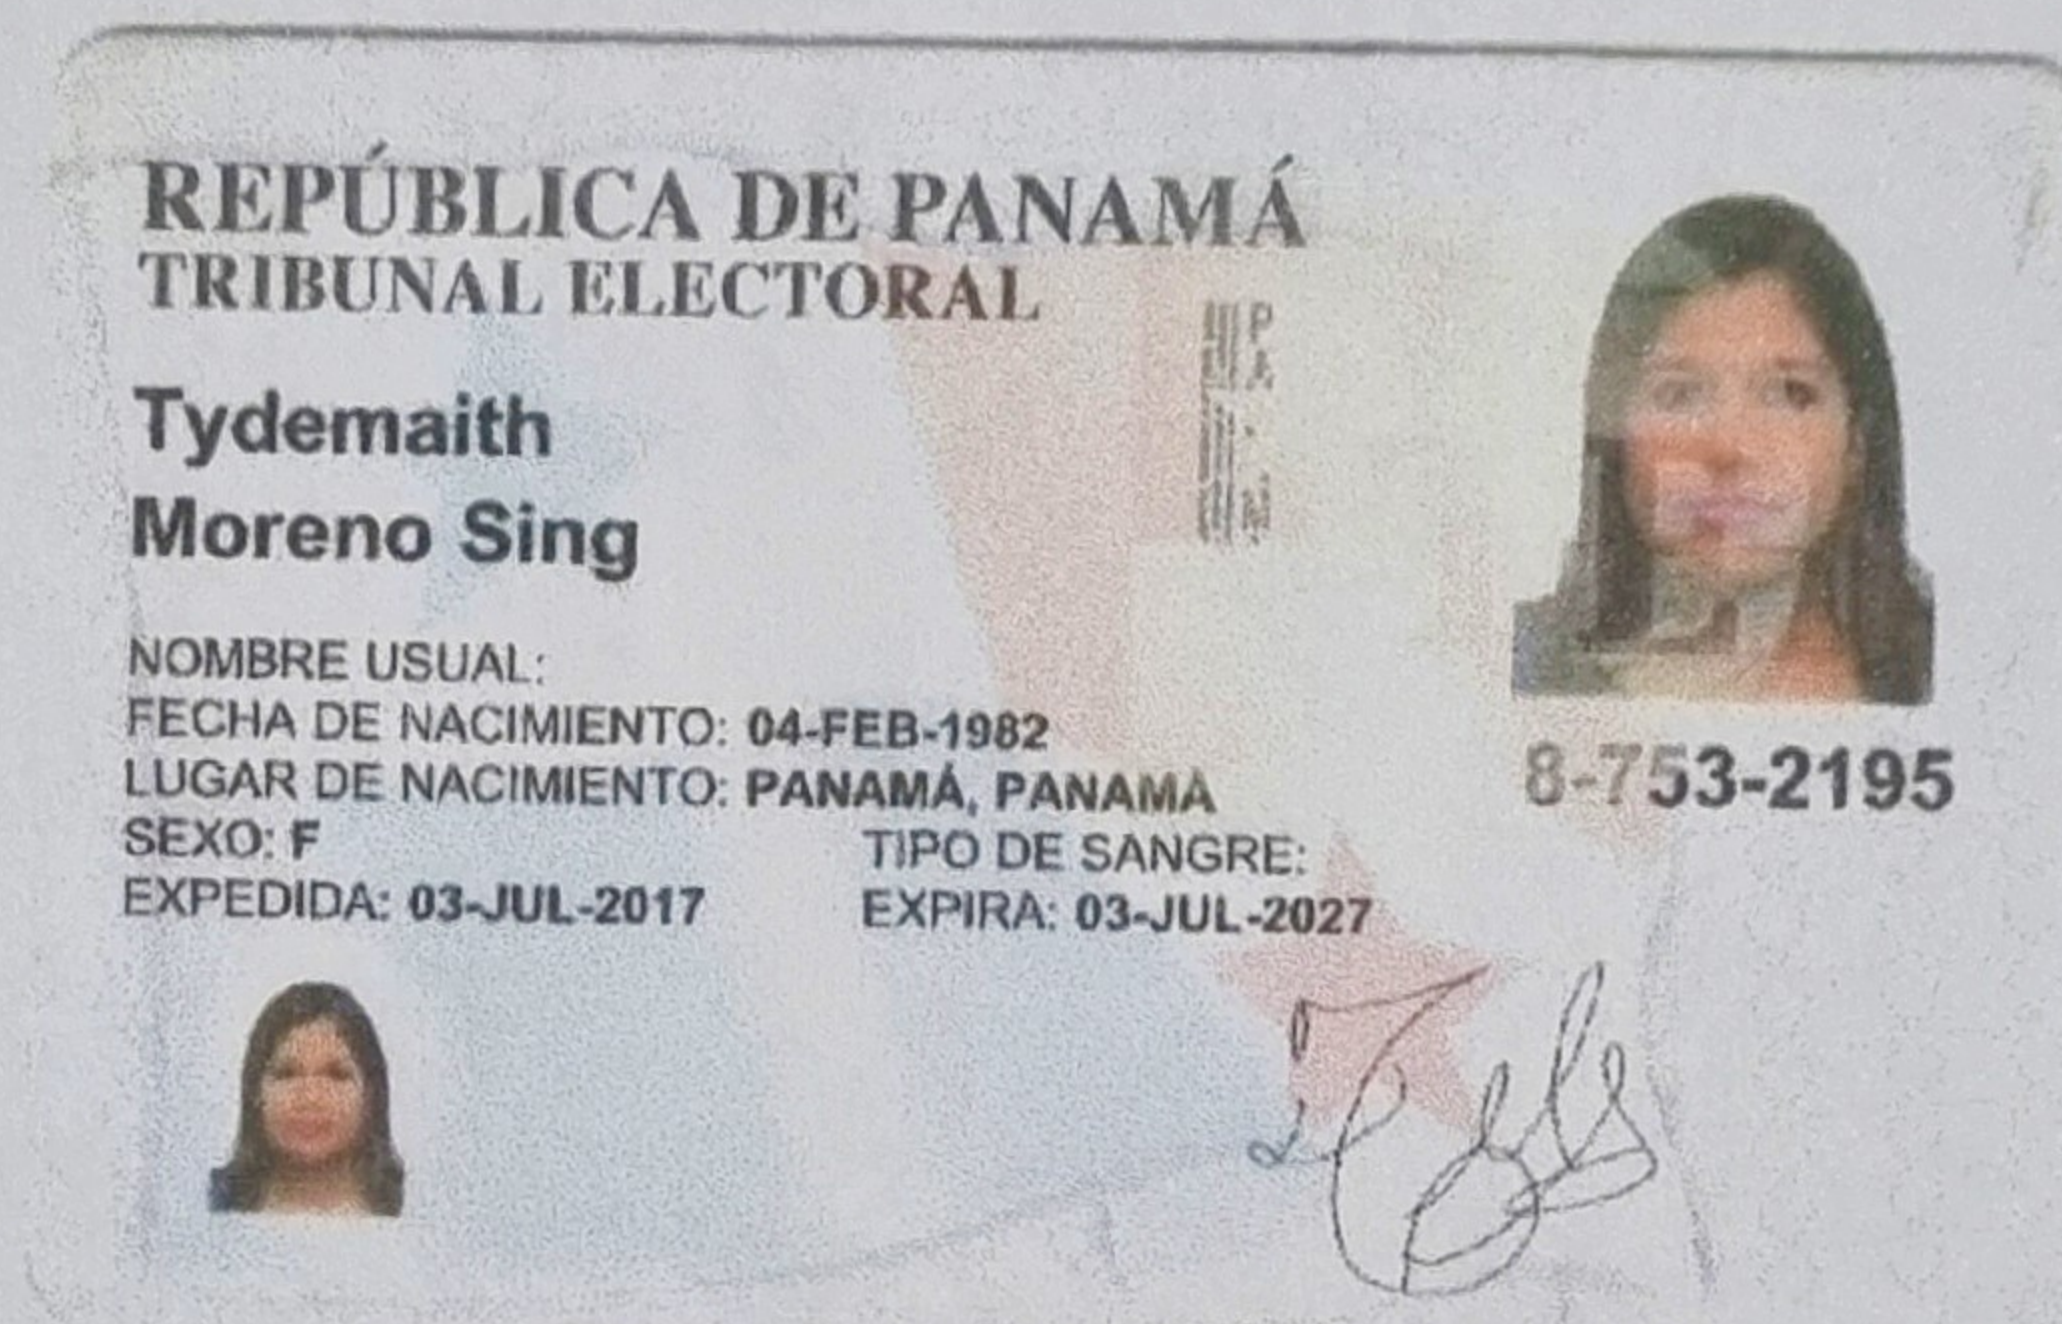 REPÚBLICA DE PANAMÁ
TRIBUNAL ELECTORAL
Tydemaith
Moreno Sing
NOMBRE USUAL:
FECHA DE NACIMIENTO: 04-FEB-1982
LUGAR DE NACIMIENTO: PANAMÁ, PANAMÁ
SEXO: F
TIPO DE SANGRE:
EXPEDIDA: 03-JUL-2017
EXPIRA: 03-JUL-2027
8-753-2195